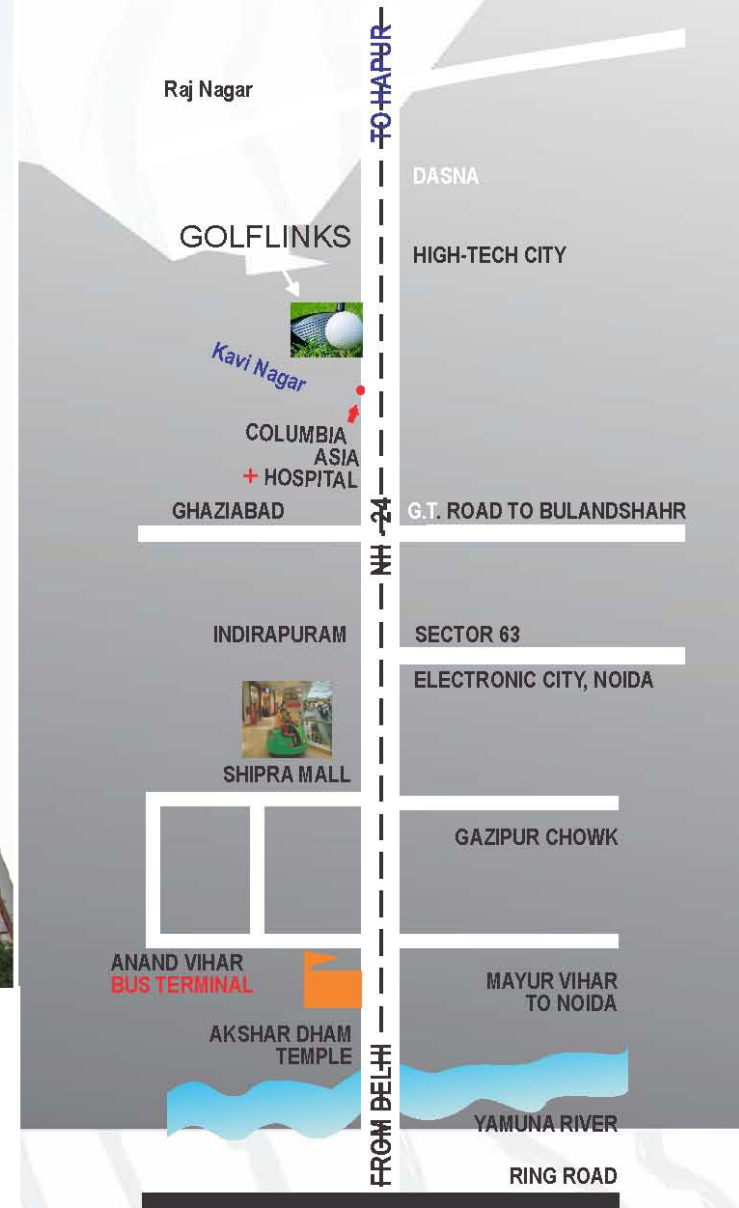 TO HAPUR
Raj Nagar
DASNA
GOLFLINKS
HIGH-TECH CITY
Kavi Nagar
COLUMBIA
ASIA
+ HOSPITAL
GHAZIABAD
G.T. ROAD TO BULANDSHAHR
NH - 24
INDIRAPURAM
SECTOR 63
ELECTRONIC CITY, NOIDA
SHIPRA MALL
GAZIPUR CHOWK
ANAND VIHAR
BUS TERMINAL
MAYUR VIHAR
TO NOIDA
AKSHAR DHAM
TEMPLE
FROM DELHI
YAMUNA RIVER
RING ROAD